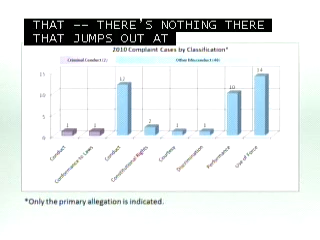 THAT -- THERE'S NOTHING THERE
THAT JUMPS OUT AT
2010 Complaint Cases by Classification*
Criminal Conduct (2) Other Misconduct (44)
15
10
5
0
1 1 12 2 1 1 10 14
Conduct
Conformance to Laws
Conduct
Constitutional Rights
Courtesy
Discrimination
Performance
Use of Force
*Only the primary allegation is indicated.